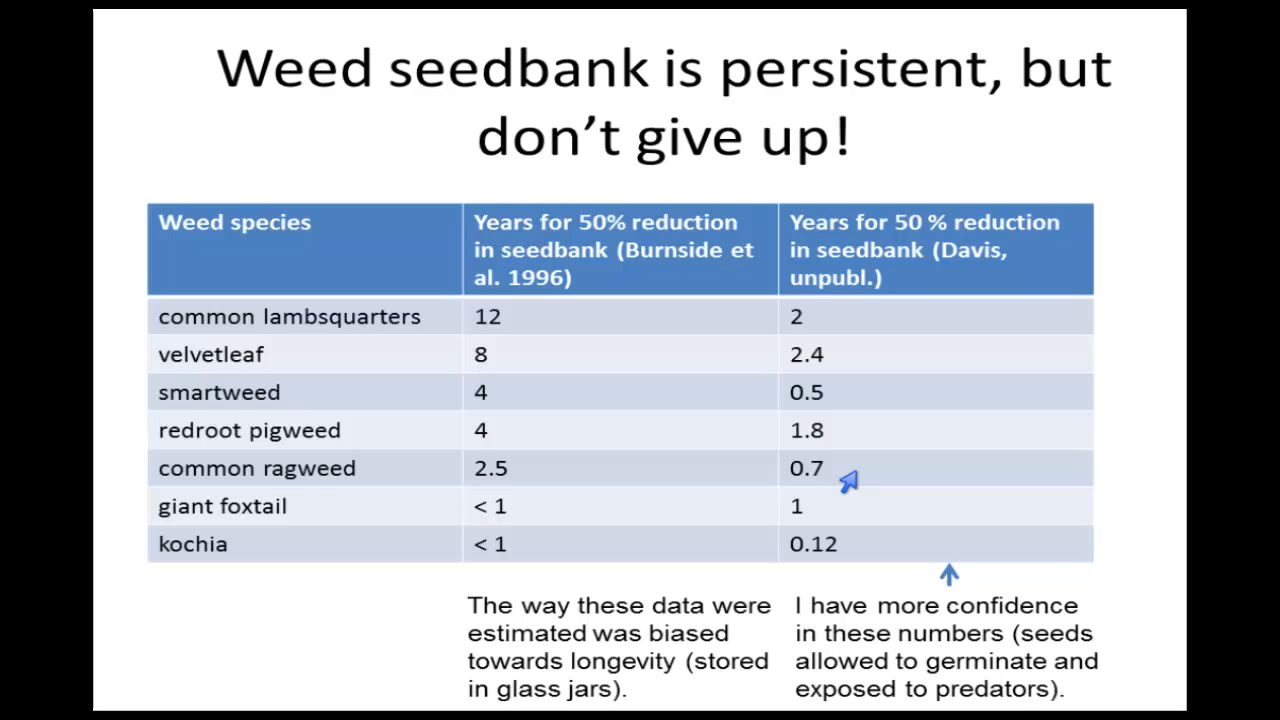 Weed seedbank is persistent, but
don't give up!
Weed species
Years for 50% reduction
in seedbank (Burnside et
al. 1996)
Years for 50 % reduction
in seedbank (Davis,
unpubl.)
common lambsquarters 12 2
velvetleaf 8 2.4
smartweed 4 0.5
redroot pigweed 4 1.8
common ragweed 2.5 0.7
giant foxtail < 1 1
kochia < 1 0.12
The way these data were
estimated was biased
towards longevity (stored
in glass jars).
I have more confidence
in these numbers (seeds
allowed to germinate and
exposed to predators).